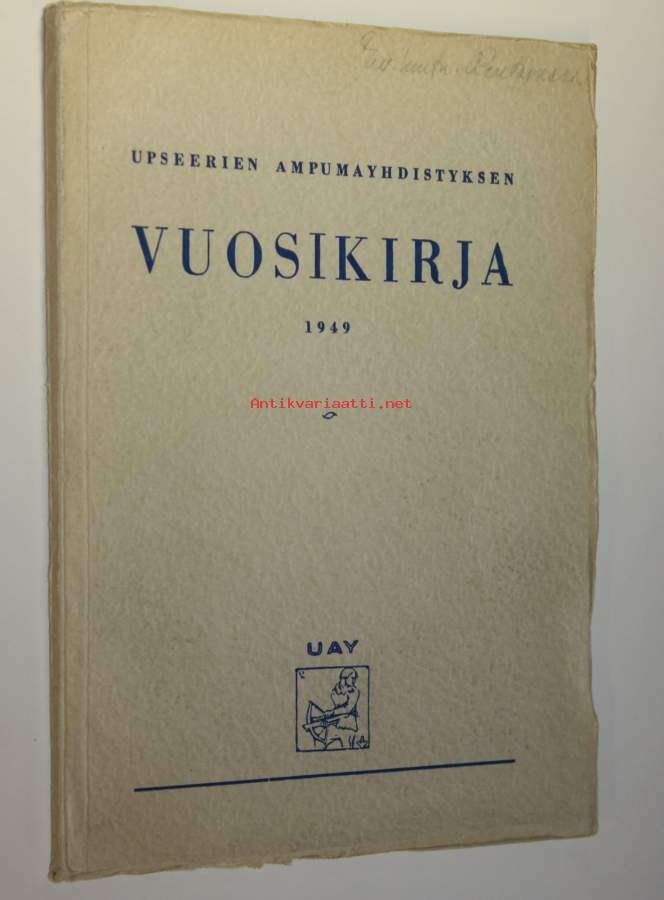 UPSEERIEN AMPUMAYHDISTYKSEN
VUOSIKIRJA
1949
Antikvariaatti.net
UAY